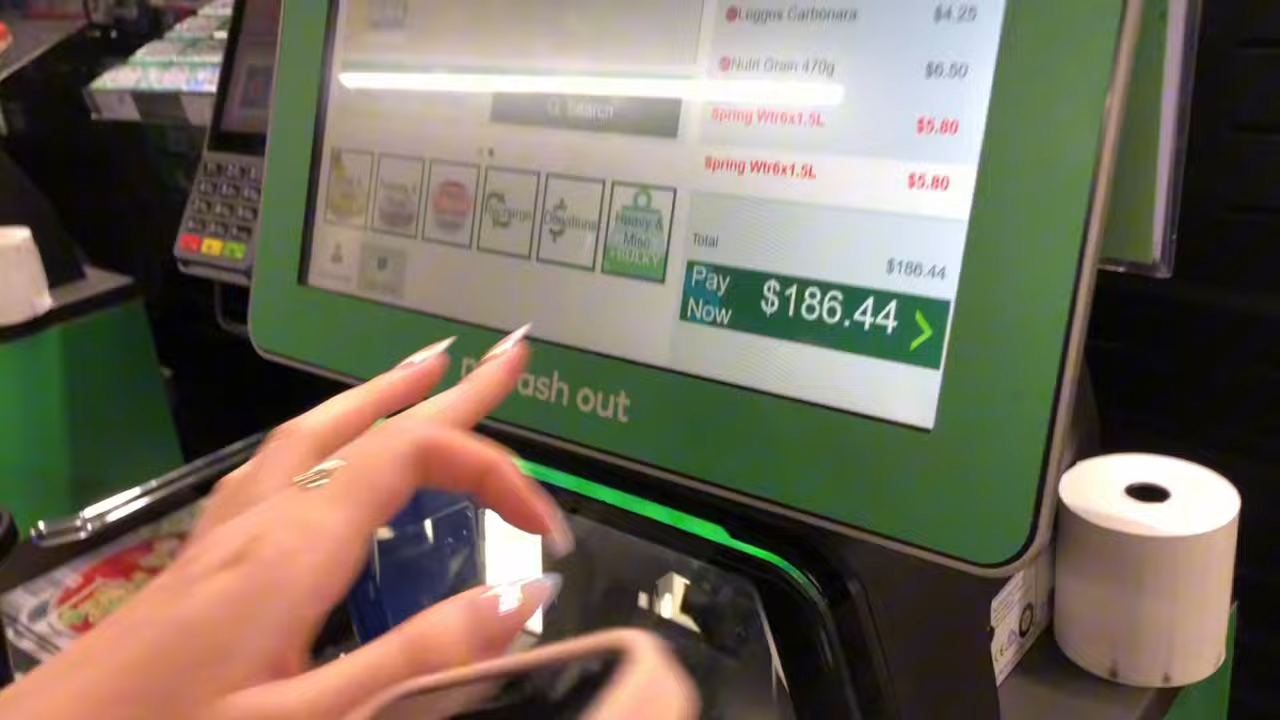 Leggos Carbonara $4.25
Nutri Grain 470g $6.50
Search
Spring Wtr6x1.5L $5.80
Spring Wtr6x1.5L $5.80
Recharge
Donations
Heavy &
Misc
*BULKY
Total
$186.44
Pay
Now
$186.44
ash out